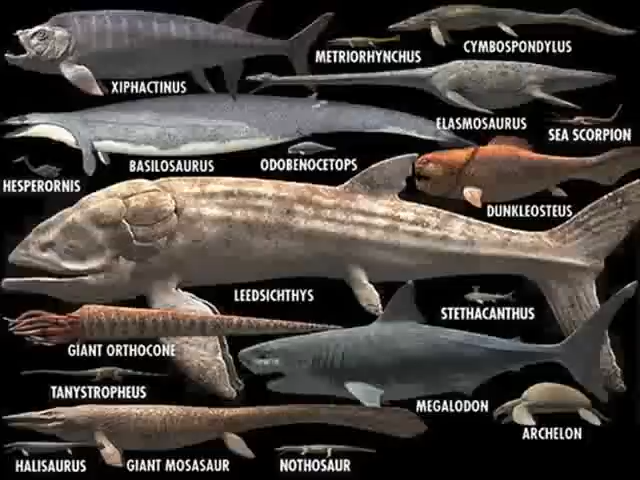 CYMBOSPONDYLUS
METRIORHYNCHUS
XIPHACTINUS
ELASMOSAURUS
SEA SCORPION
BASILOSAURUS
ODOBENOCETOPS
HESPERORNIS
DUNKLEOSTEUS
LEEDSICHTHYS
STETHACANTHUS
GIANT ORTHOCONE
TANYSTROPHEUS
MEGALODON
ARCHELON
HALISAURUS
GIANT MOSASAUR
NOTHOSAUR